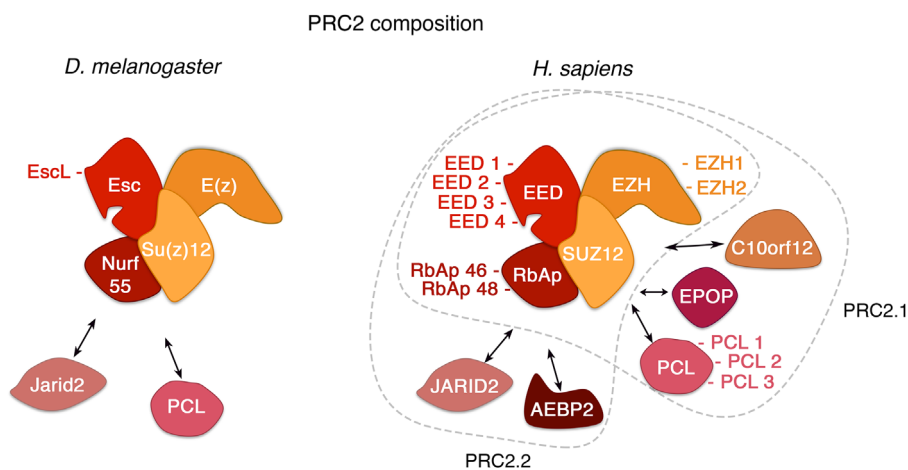 PRC2 composition
D. melanogaster
H. sapiens
EscL -
Esc
E(z)
Su(z)12
Nurf
55
Jarid2
PCL
EED 1 -
EED 2 -
EED 3 -
EED 4 -
EED
EZH
- EZH1
- EZH2
SUZ12
RbAp 46 -
RbAp 48 -
RbAp
C10orf12
EPOP
PRC2.1
PCL
- PCL 1
- PCL 2
- PCL 3
JARID2
AEBP2
PRC2.2